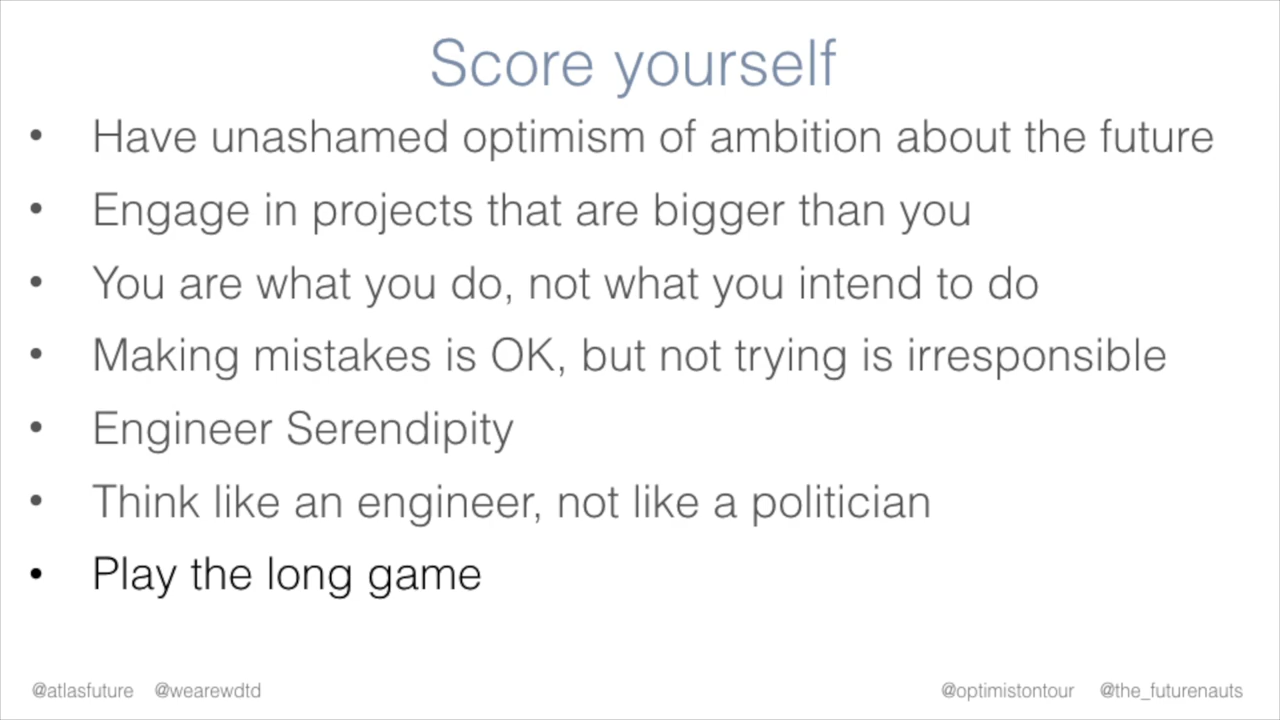 Score yourself
• Have unashamed optimism of ambition about the future
• Engage in projects that are bigger than you
• You are what you do, not what you intend to do
• Making mistakes is OK, but not trying is irresponsible
• Engineer Serendipity
• Think like an engineer, not like a politician
• Play the long game
@atlasfuture @wearewdtd @optimistontour @the_futurenauts